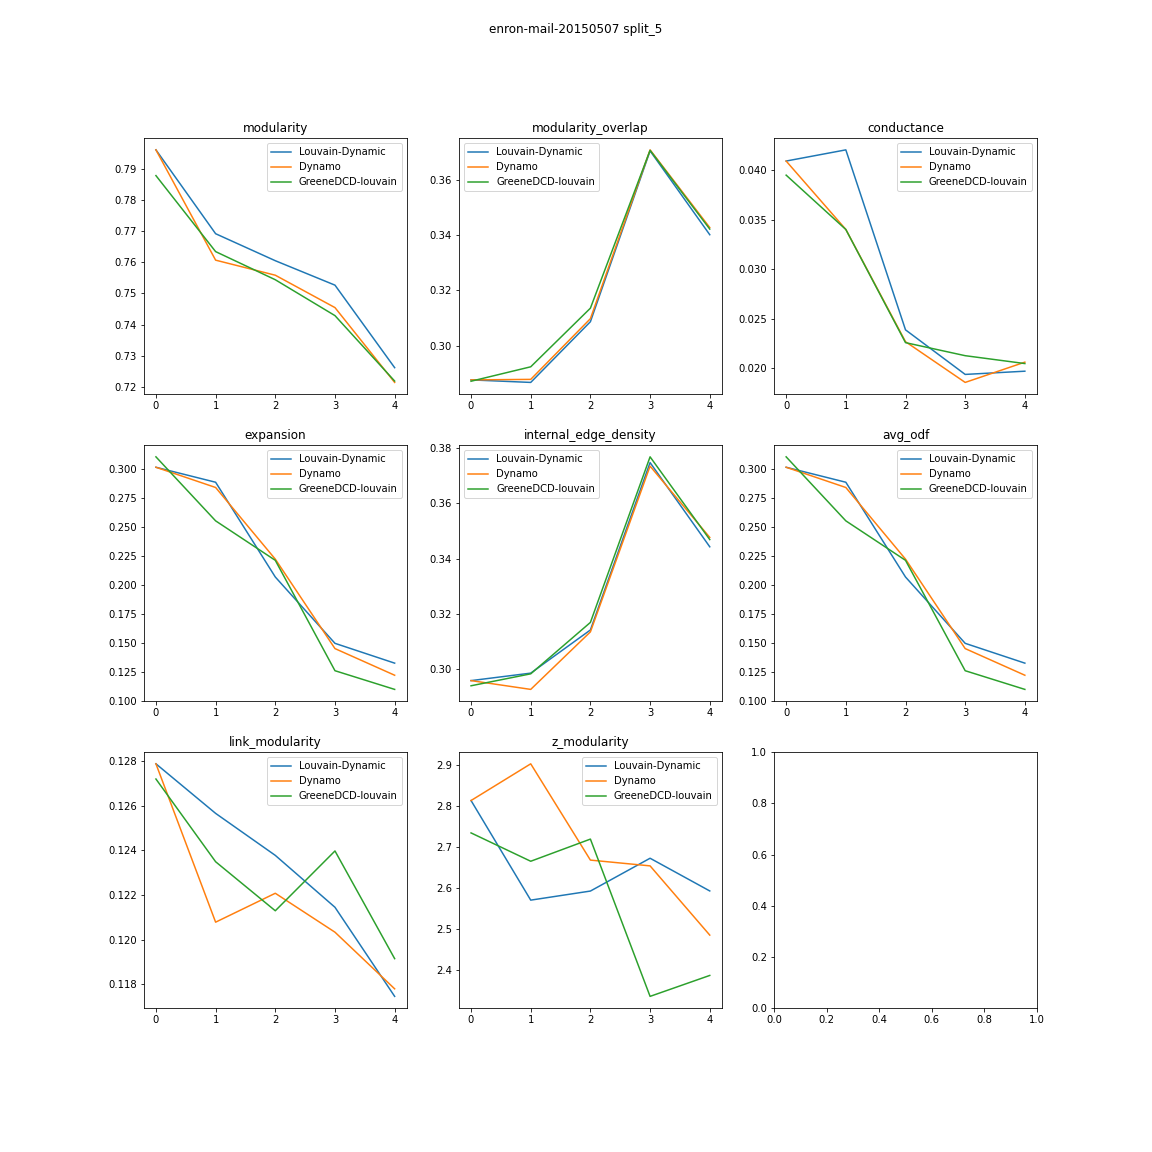 enron-mail-20150507 split_5
modularity
Louvain-Dynamic
Dynamo
GreeneDCD-louvain
0.79
0.78
0.77
0.76
0.75
0.74
0.73
0.72
0 1 2 3 4
modularity_overlap
Louvain-Dynamic
Dynamo
GreeneDCD-louvain
0.36
0.34
0.32
0.30
0 1 2 3 4
conductance
Louvain-Dynamic
Dynamo
GreeneDCD-louvain
0.040
0.035
0.030
0.025
0.020
0 1 2 3 4
expansion
Louvain-Dynamic
Dynamo
GreeneDCD-louvain
0.300
0.275
0.250
0.225
0.200
0.175
0.150
0.125
0.100
0 1 2 3 4
internal_edge_density
Louvain-Dynamic
Dynamo
GreeneDCD-louvain
0.38
0.36
0.34
0.32
0.30
0 1 2 3 4
avg_odf
Louvain-Dynamic
Dynamo
GreeneDCD-louvain
0.300
0.275
0.250
0.225
0.200
0.175
0.150
0.125
0.100
0 1 2 3 4
link_modularity
Louvain-Dynamic
Dynamo
GreeneDCD-louvain
0.128
0.126
0.124
0.122
0.120
0.118
0 1 2 3 4
z_modularity
Louvain-Dynamic
Dynamo
GreeneDCD-louvain
2.9
2.8
2.7
2.6
2.5
2.4
0 1 2 3 4
1.0
0.8
0.6
0.4
0.2
0.0
0.0 0.2 0.4 0.6 0.8 1.0